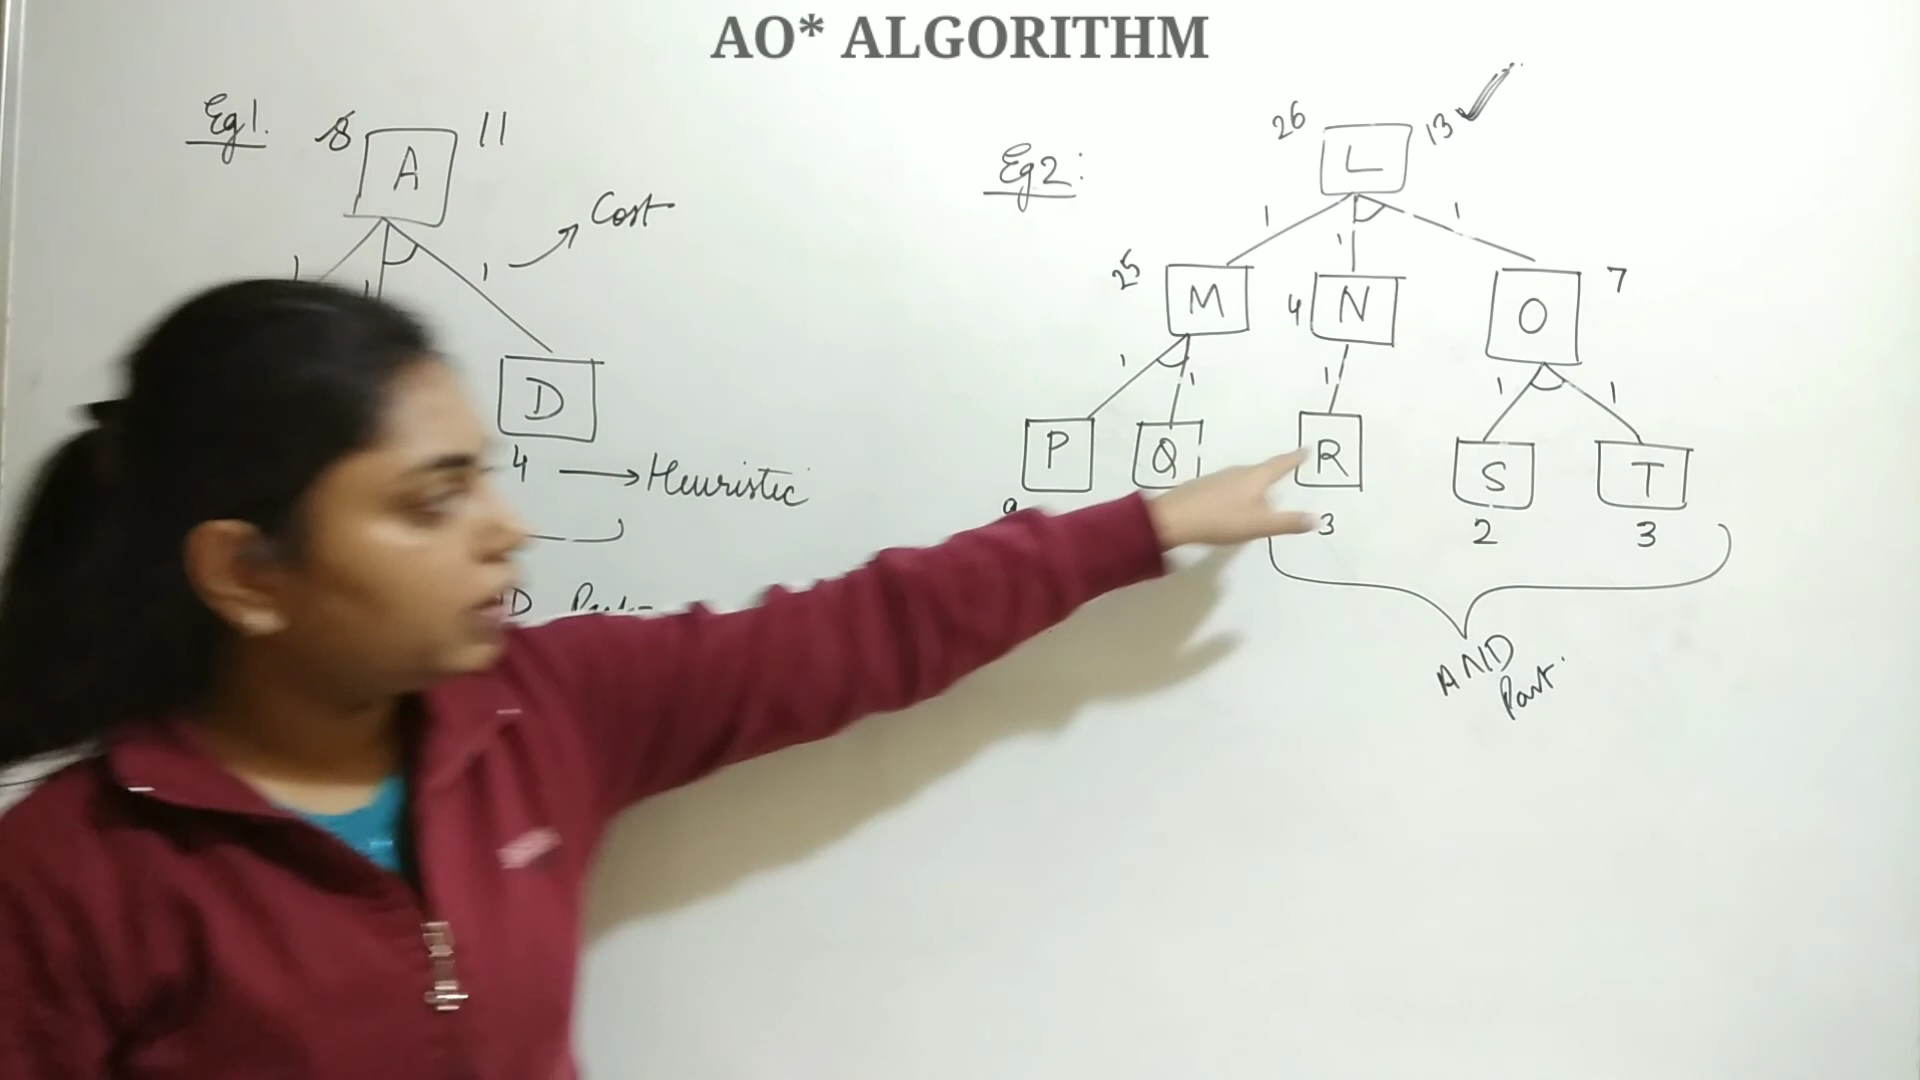 AO* ALGORITHM
Eg1.
8 A 11
1
1
Cost
D
4 → Heuristic
Eg2:
26 L 13 ✓
1 1 1
25 M 4 N O 7
1 1 1 1 1
P Q R S T
9 3 2 3
AND
Part.